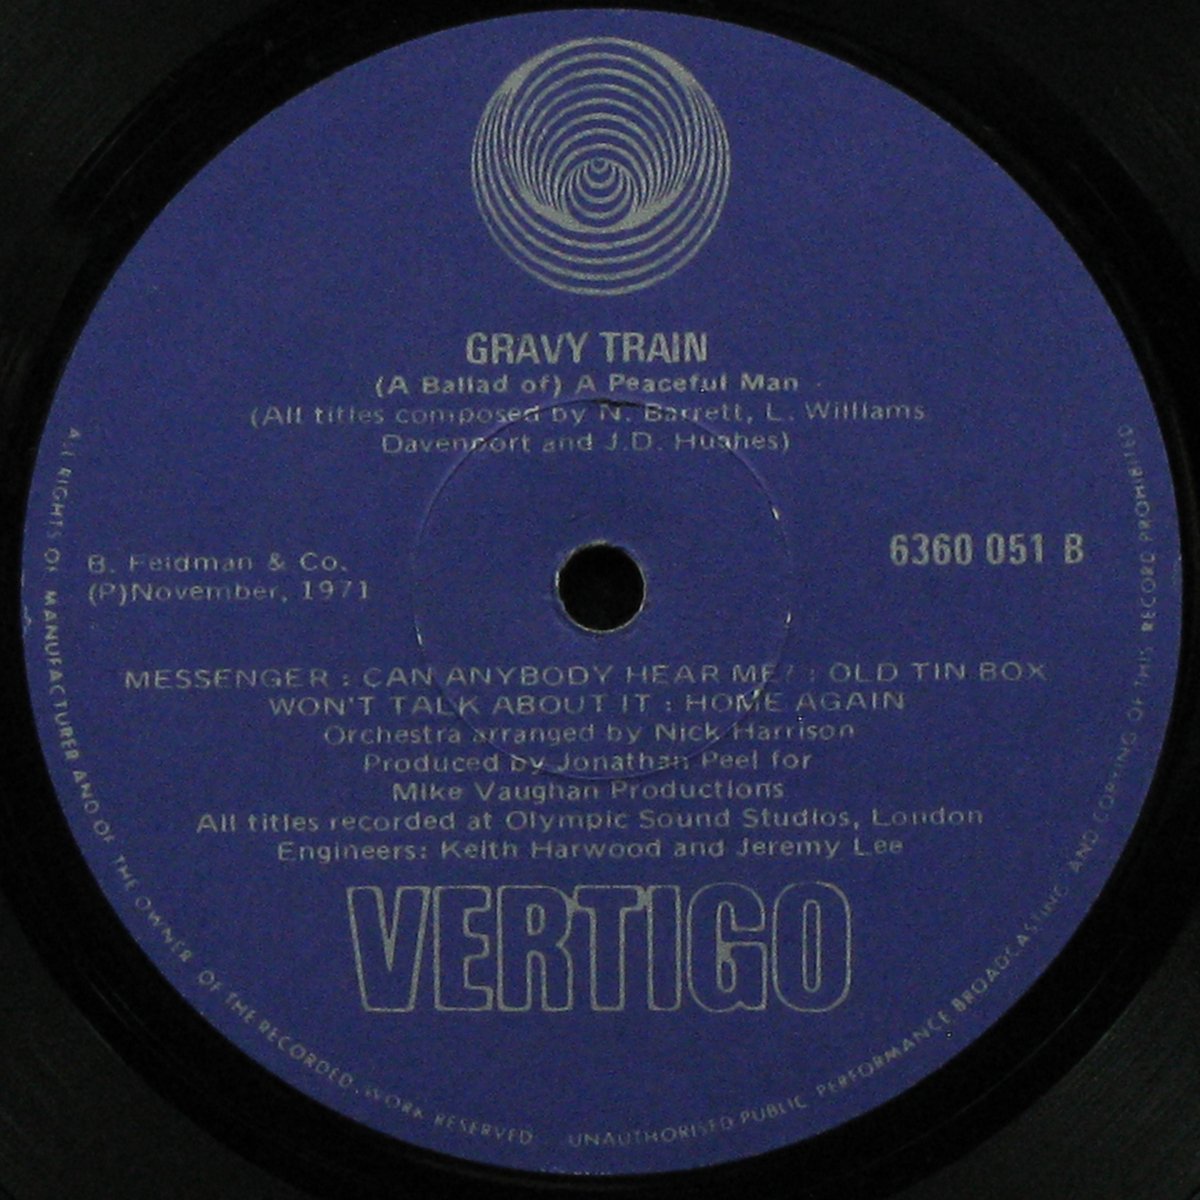 GRAVY TRAIN
(A Ballad of) A Peaceful Man
(All titles composed by N. Barrett, L. Williams
Davenport and J.D. Hughes)
6360 051 B
B. Feldman & Co.
(P)November, 1971
MESSENGER : CAN ANYBODY HEAR ME? : OLD TIN BOX
WON'T TALK ABOUT IT : HOME AGAIN
Orchestra arranged by Nick Harrison
Produced by Jonathan Peel for
Mike Vaughan Productions
All titles recorded at Olympic Sound Studios, London
Engineers: Keith Harwood and Jeremy Lee
VERTIGO
ALL RIGHTS OF MANUFACTURER AND OF THE OWNER OF THE RECORDED WORK RESERVED. UNAUTHORISED PUBLIC PERFORMANCE BROADCASTING AND COPYING OF THIS RECORD PROHIBITED